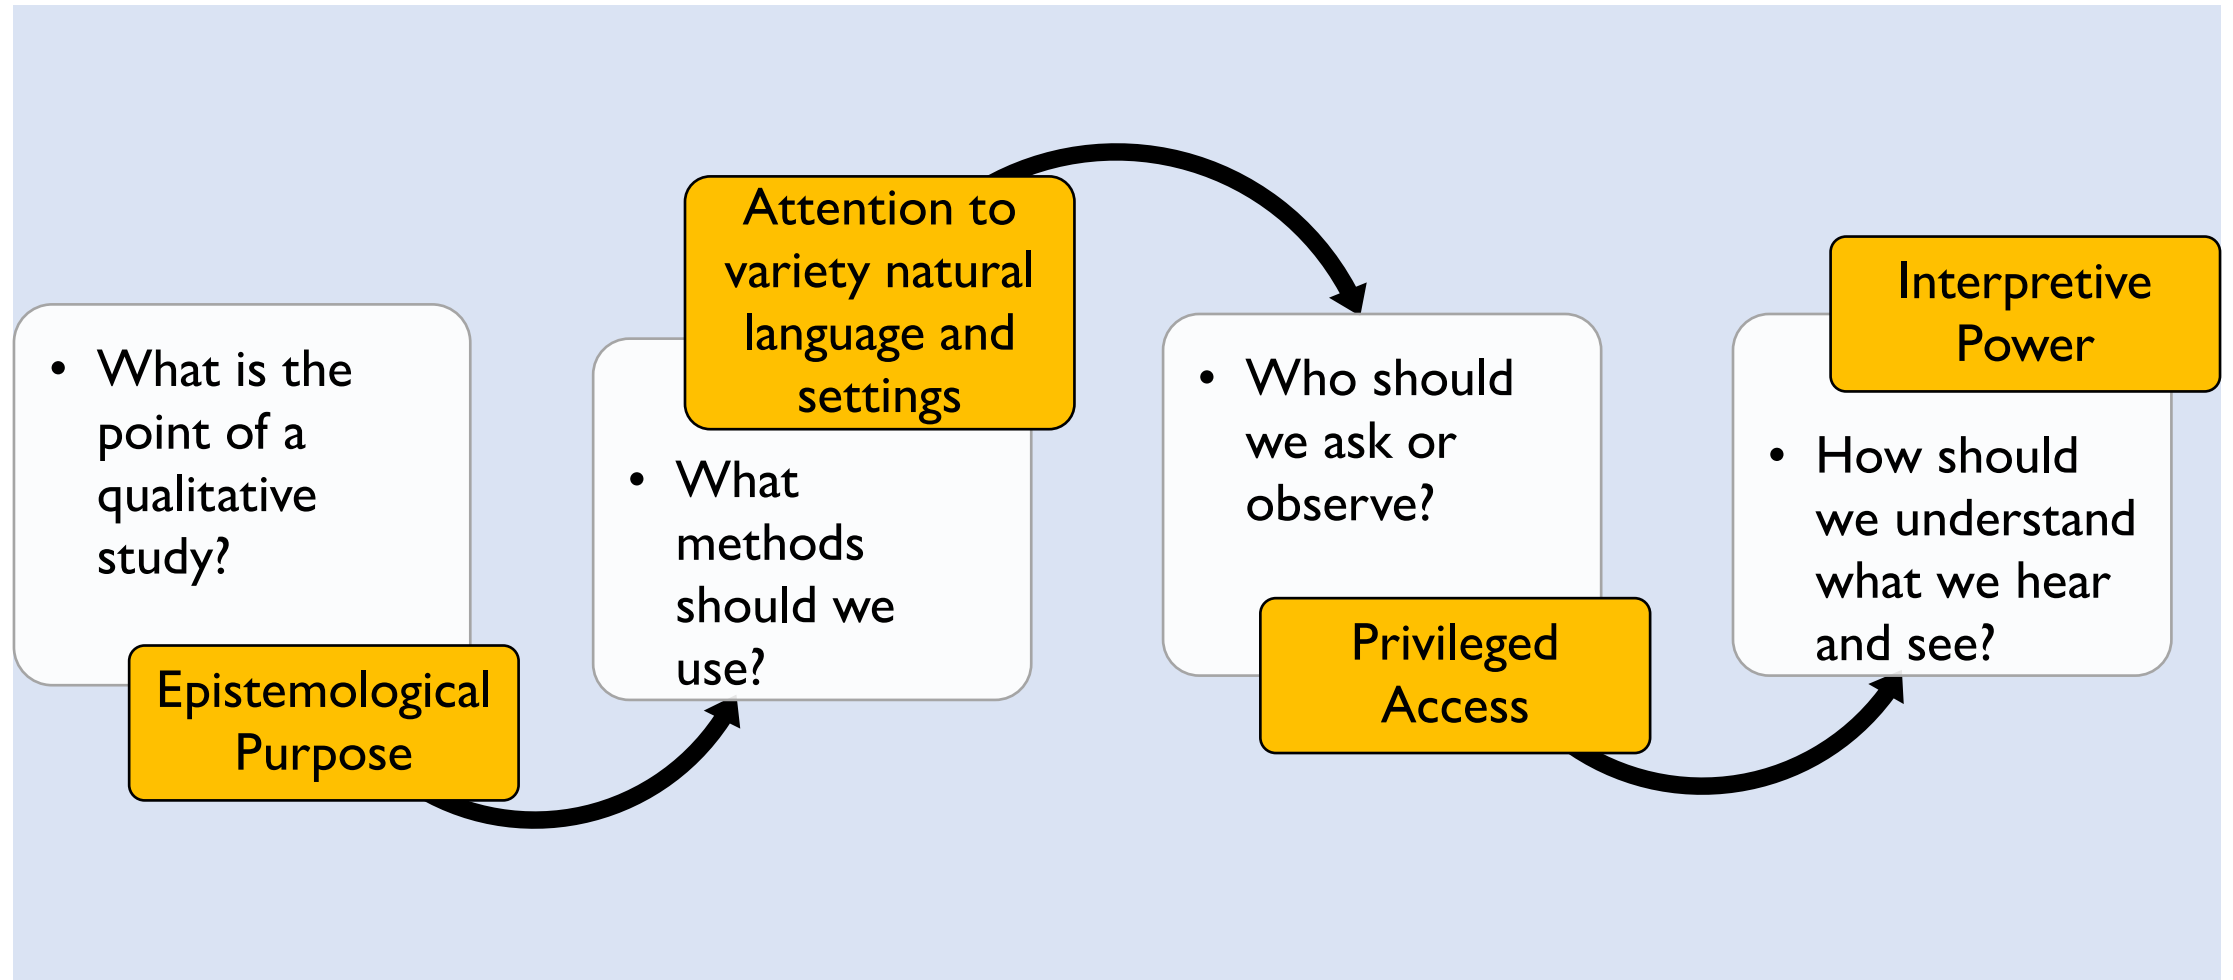 • What is the
point of a
qualitative
study?
Epistemological
Purpose
Attention to
variety natural
language and
settings
• What
methods
should we
use?
• Who should
we ask or
observe?
Privileged
Access
Interpretive
Power
• How should
we understand
what we hear
and see?